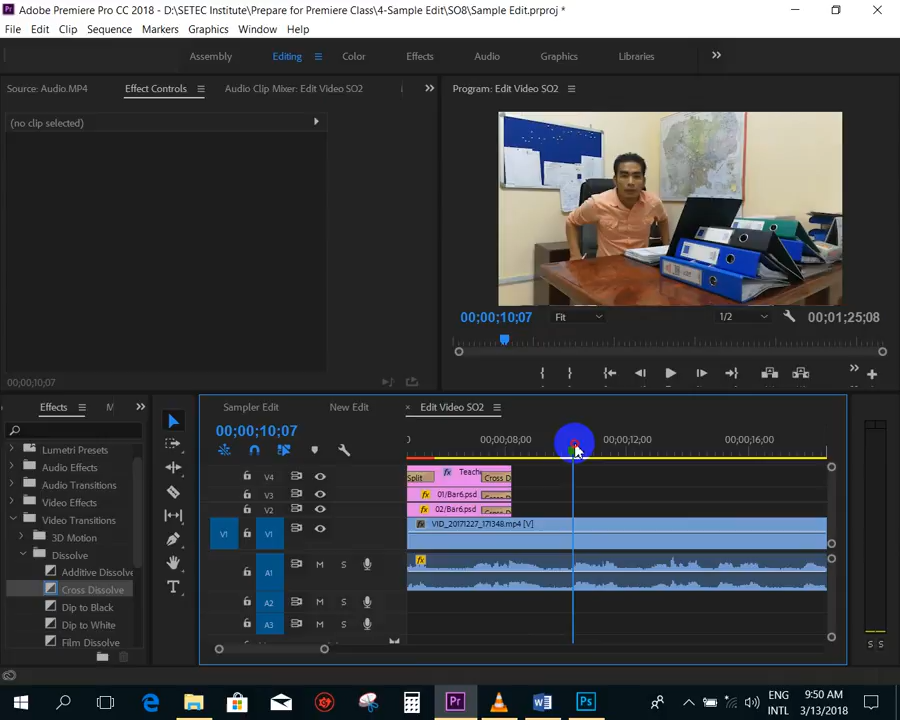 Adobe Premiere Pro CC 2018 - D:\SETEC Institute\Prepare for Premiere Class\4-Sample Edit\SO8\Sample Edit.prproj *
File Edit Clip Sequence Markers Graphics Window Help
Assembly Editing Color Effects Audio Graphics Libraries
Source: Audio.MP4 Effect Controls Audio Clip Mixer: Edit Video SO2 Program: Edit Video SO2
(no clip selected)
00;00;10;07 Fit 1/2 00;01;25;08
00;00;10;07
Effects M Sampler Edit New Edit × Edit Video SO2
00;00;10;07
00;00;08;00 00;00;12;00 00;00;16;00
Lumetri Presets
Audio Effects
Audio Transitions
Video Effects
Video Transitions
3D Motion
Dissolve
Additive Dissolve
Cross Dissolve
Dip to Black
Dip to White
Film Dissolve
V4 Split fx Teach Cross D
V3 fx 01/Bar6.psd
V2 fx 02/Bar6.psd Cross D
V1 V1 fx VID_20171227_171348.mp4 [V]
A1 M S fx
A2 M S
A3 M S
S S
ENG 9:50 AM
INTL 3/13/2018